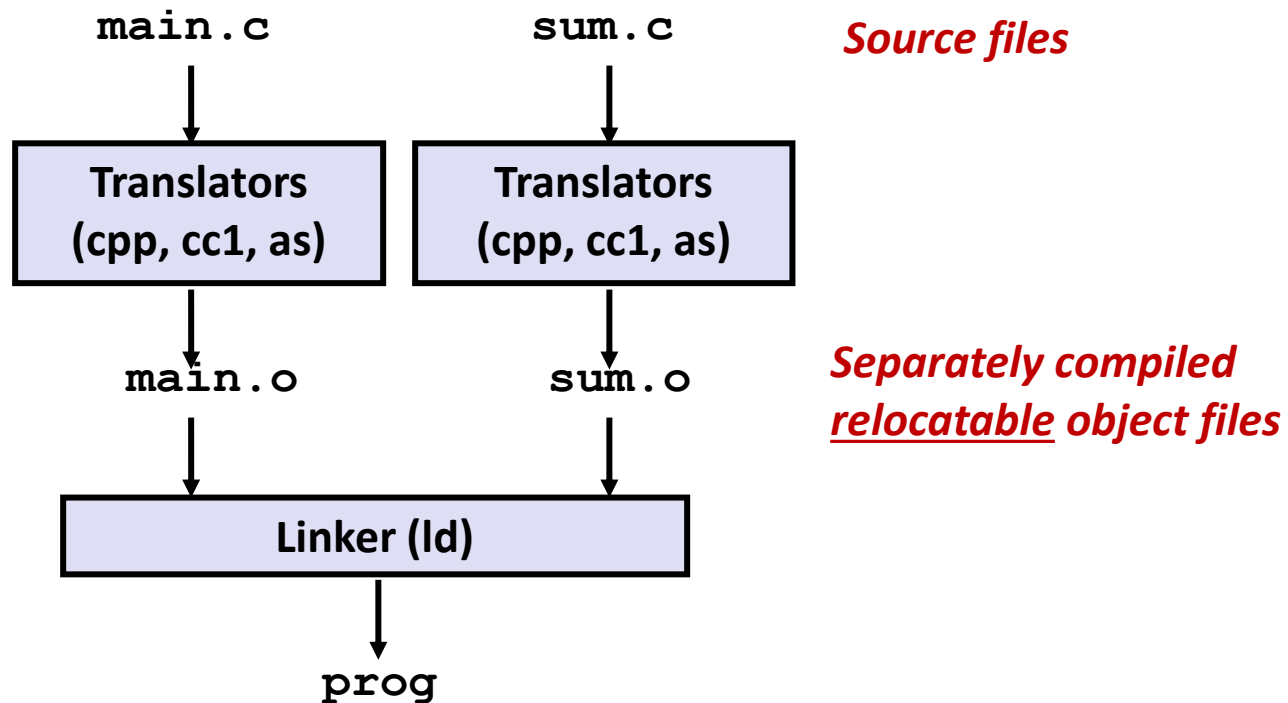 main.c
sum.c
Source files
Translators
(cpp, cc1, as)
Translators
(cpp, cc1, as)
main.o
sum.o
Separately compiled
relocatable object files
Linker (ld)
prog